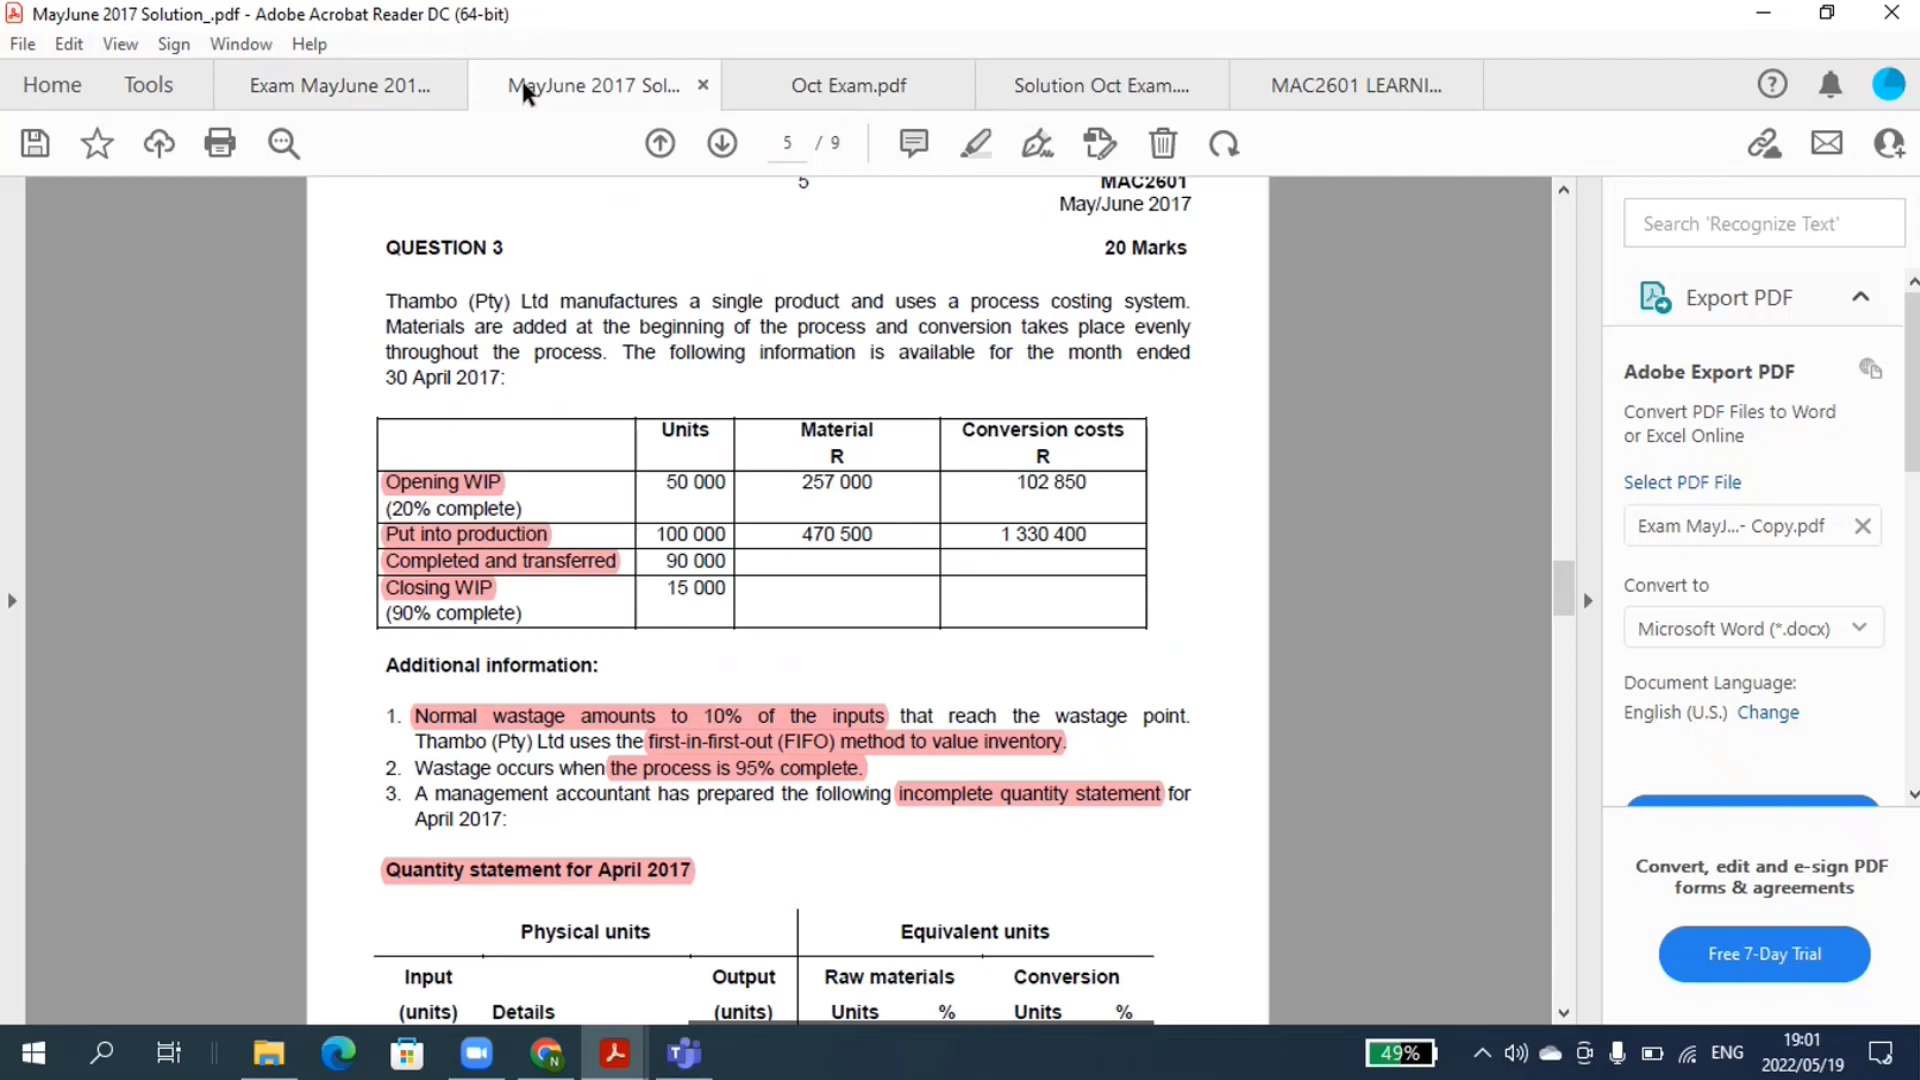 MayJune 2017 Solution_.pdf - Adobe Acrobat Reader DC (64-bit)
File Edit View Sign Window Help
Home Tools Exam MayJune 201... MayJune 2017 Sol... Oct Exam.pdf Solution Oct Exam.... MAC2601 LEARNI...
5 / 9
5 MAC2601
May/June 2017
QUESTION 3 20 Marks
Thambo (Pty) Ltd manufactures a single product and uses a process costing system.
Materials are added at the beginning of the process and conversion takes place evenly
throughout the process. The following information is available for the month ended
30 April 2017:
Units Material Conversion costs
R R
Opening WIP 50 000 257 000 102 850
(20% complete)
Put into production 100 000 470 500 1 330 400
Completed and transferred 90 000
Closing WIP 15 000
(90% complete)
Additional information:
1. Normal wastage amounts to 10% of the inputs that reach the wastage point.
Thambo (Pty) Ltd uses the first-in-first-out (FIFO) method to value inventory.
2. Wastage occurs when the process is 95% complete.
3. A management accountant has prepared the following incomplete quantity statement for
April 2017:
Quantity statement for April 2017
Physical units Equivalent units
Input Output Raw materials Conversion
(units) Details (units) Units % Units %
Search 'Recognize Text'
Export PDF
Adobe Export PDF
Convert PDF Files to Word
or Excel Online
Select PDF File
Exam MayJ...- Copy.pdf
Convert to
Microsoft Word (*.docx)
Document Language:
English (U.S.) Change
Convert, edit and e-sign PDF
forms & agreements
Free 7-Day Trial
49% ENG 19:01
2022/05/19